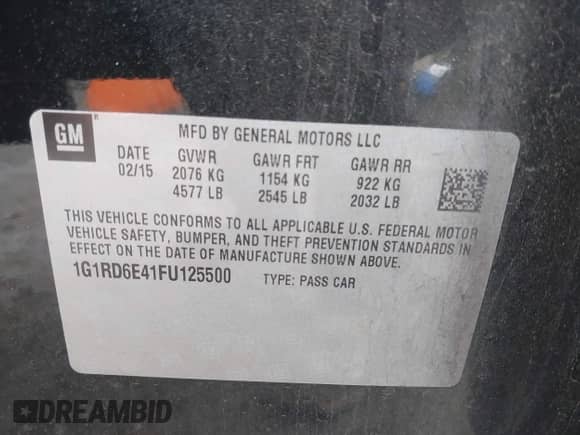 GM
MFD BY GENERAL MOTORS LLC
DATE GVWR GAWR FRT GAWR RR
02/15 2076 KG 1154 KG 922 KG
4577 LB 2545 LB 2032 LB
THIS VEHICLE CONFORMS TO ALL APPLICABLE U.S. FEDERAL MOTOR
VEHICLE SAFETY, BUMPER, AND THEFT PREVENTION STANDARDS IN
EFFECT ON THE DATE OF MANUFACTURE SHOWN ABOVE.
1G1RD6E41FU125500 TYPE: PASS CAR
DREAMBID